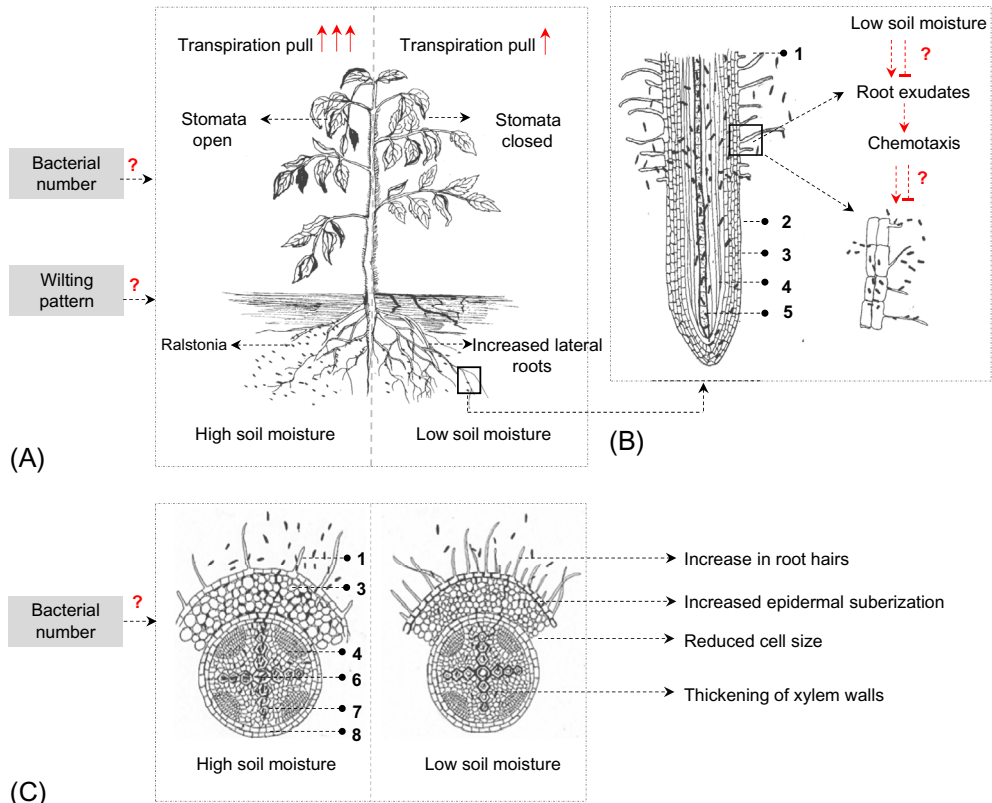 (A)
Transpiration pull
Transpiration pull
Stomata
open
Stomata
closed
Bacterial
number
?
Wilting
pattern
?
Ralstonia
Increased lateral
roots
High soil moisture
Low soil moisture
(B)
1
2
3
4
5
Low soil moisture
?
Root exudates
Chemotaxis
?
(C)
Bacterial
number
?
1
3
4
6
7
8
High soil moisture
Low soil moisture
Increase in root hairs
Increased epidermal suberization
Reduced cell size
Thickening of xylem walls